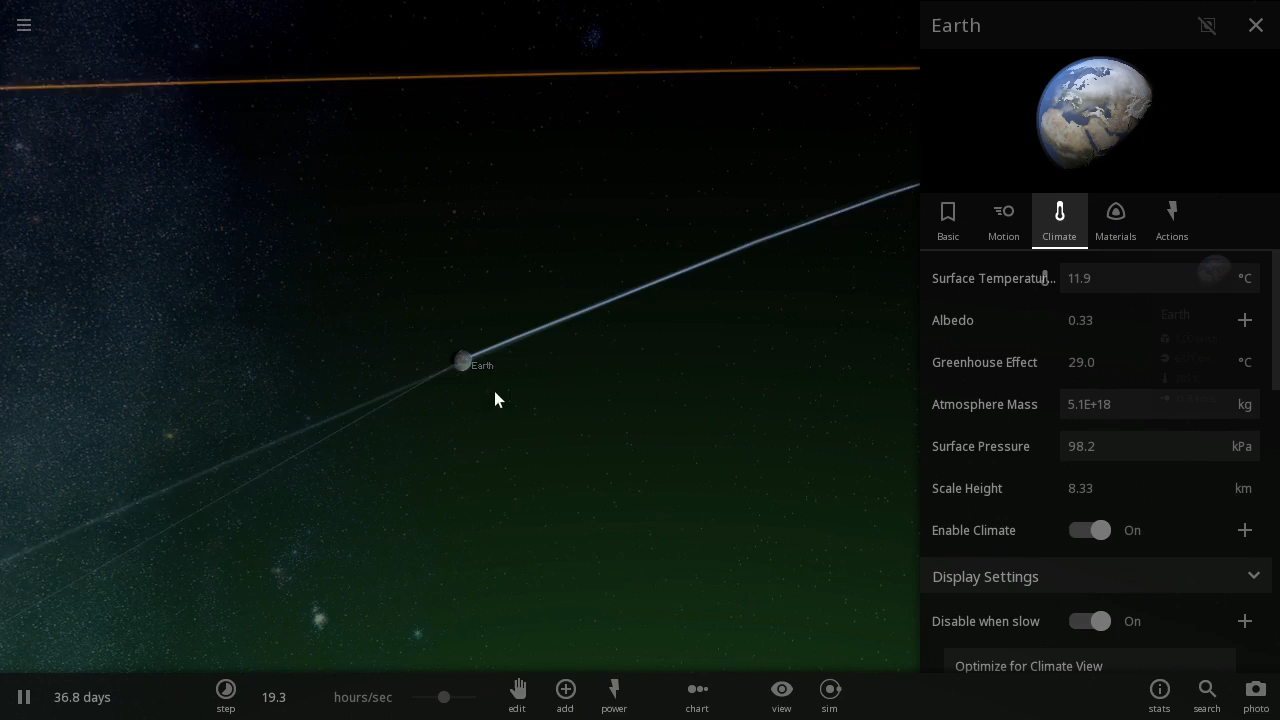 Earth
Basic
Motion
Climate
Materials
Actions
Surface Temperatur... 11.9 °C
Albedo 0.33
Earth
Greenhouse Effect 29.0 °C
Atmosphere Mass 5.1E+18 kg
Surface Pressure 98.2 kPa
Scale Height 8.33 km
Enable Climate On
Display Settings
Disable when slow On
Optimize for Climate View
Earth
36.8 days
step
19.3 hours/sec
edit
add
power
chart
view
sim
stats
search
photo